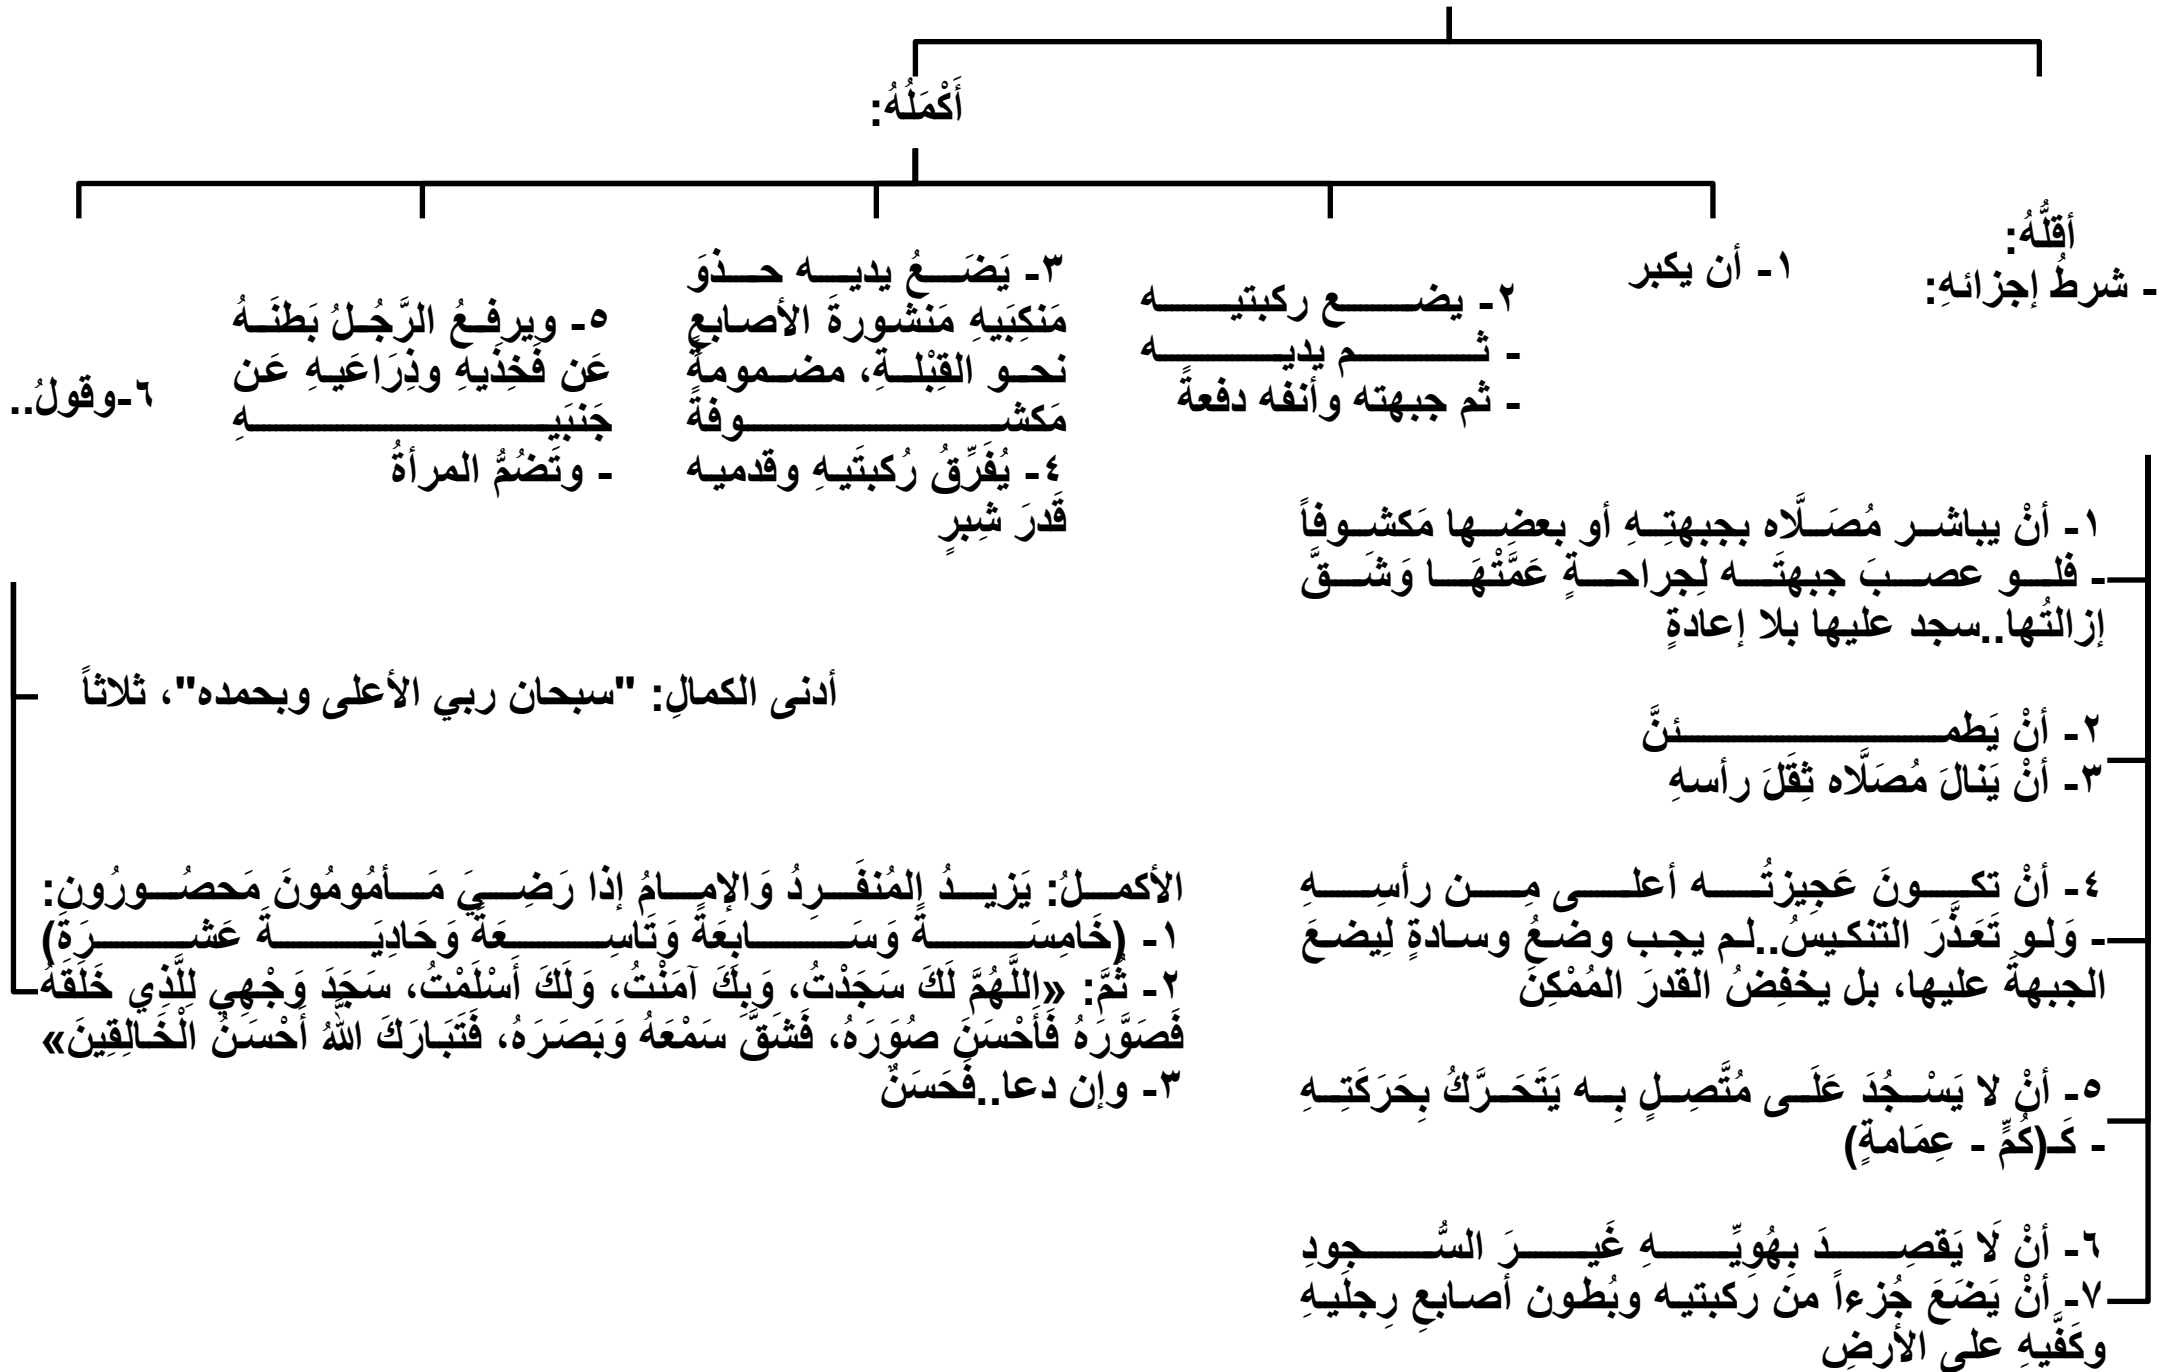 أَكْمَلُهُ:
أقلُّهُ:
- شرطُ إجزائهِ:
١- أن يكبر
٢- يضع ركبتيه
- ثم يديه
- ثم جبهته وأنفه دفعةً
٣- يَضَعُ يديه حذوَ
مَنكِبَيهِ مَنشورةَ الأصابعِ
نحو القِبْلةِ، مضمومةً
مَكشوفةً
٤- يُفَرِّقُ رُكبتَيهِ وقدميه
قَدرَ شِبرٍ
٥- ويرفعُ الرَّجُلُ بَطنَهُ
عَن فَخِذَيهِ وذِرَاعَيهِ عَن
جَنبَيهِ
- وتَضُمُّ المرأةُ
٦-وقولُ..
١- أنْ يباشر مُصَلَّاه بجبهتِهِ أو بعضِها مَكشوفاً
- فلو عصبَ جبهتَه لِجراحةٍ عَمَّتْهَا وَشَقَّ
إزالتُها..سجد عليها بلا إعادةٍ
٢- أنْ يَطمئنَّ
٣- أنْ يَنالَ مُصَلَّاه ثِقَلَ رأسهِ
٤- أنْ تكونَ عَجِيزتُه أعلى مِن رأسِهِ
- وَلو تَعَذَّرَ التنكيسُ..لم يجب وضعُ وسادةٍ لِيضعَ
الجبهةَ عليها، بل يخفِضُ القدرَ المُمْكِنَ
٥- أنْ لا يَسْجُدَ عَلَى مُتَّصِلٍ بِه يَتَحَرَّكُ بِحَرَكَتِهِ
- كَـ(كُمٍّ - عِمَامةٍ)
٦- أنْ لَا يَقصِدَ بِهُوِيِّهِ غَيرَ السُّجودِ
٧- أنْ يَضَعَ جُزءاً من رَكبتيه وبُطون أصابعِ رِجلَيهِ
وكَفَّيهِ على الأرضِ
أدنى الكمالِ: "سبحان ربي الأعلى وبحمده"، ثلاثاً
الأكملُ: يَزيدُ المُنفَرِدُ وَالإمامُ إذا رَضِيَ مَأمُومُونَ مَحصُورُون:
١- (خَامِسَةً وَسَابِعَةً وَتَاسِعَةً وَحَادِيَةَ عَشرَةَ)
٢- ثُمَّ: «اللَّهُمَّ لَكَ سَجَدْتُ، وَبِكَ آمَنْتُ، وَلَكَ أَسْلَمْتُ، سَجَدَ وَجْهِي لِلَّذِي خَلَقَهُ
فَصَوَّرَهُ فَأَحْسَنَ صُوَرَهُ، فَشَقَّ سَمْعَهُ وَبَصَرَهُ، فَتَبَارَكَ اللهُ أَحْسَنُ الْخَالِقِينَ»
٣- وإن دعا..فَحَسَنٌ